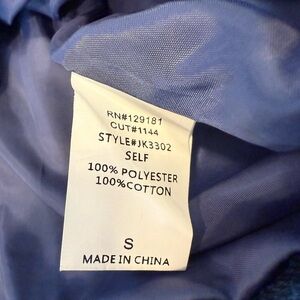 RN#129181
CUT#1144
STYLE#JK3302
SELF
100% POLYESTER
100%COTTON
S
MADE IN CHINA